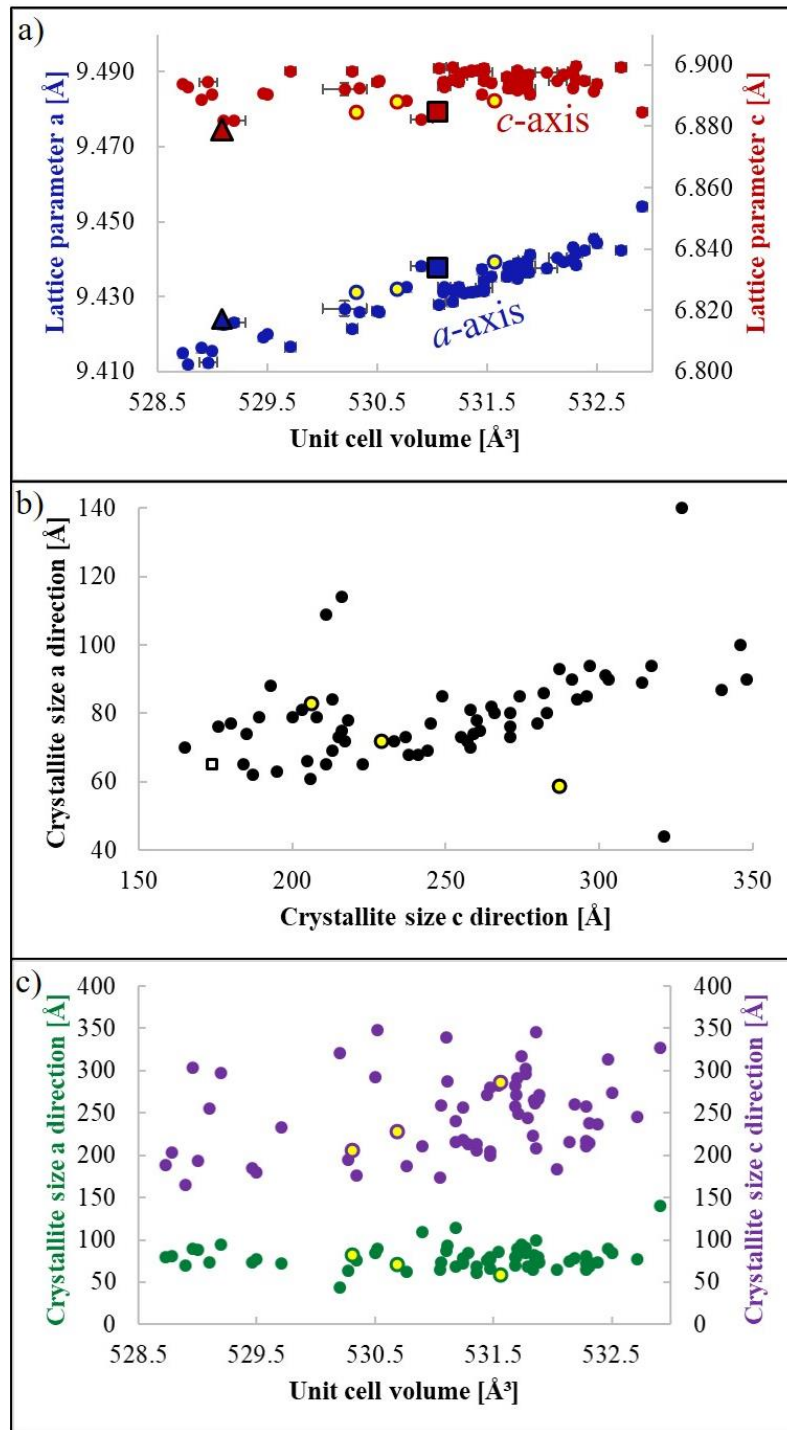 a)
Lattice parameter a [Å]
9.490
9.470
9.450
9.430
9.410
c-axis
a-axis
6.900
6.880
6.860
6.840
6.820
6.800
Lattice parameter c [Å]
528.5 529.5 530.5 531.5 532.5
Unit cell volume [Å³]
b)
Crystallite size a direction [Å]
140
120
100
80
60
40
150 200 250 300 350
Crystallite size c direction [Å]
c)
Crystallite size a direction [Å]
400
350
300
250
200
150
100
50
0
400
350
300
250
200
150
100
50
0
Crystallite size c direction [Å]
528.5 529.5 530.5 531.5 532.5
Unit cell volume [Å³]